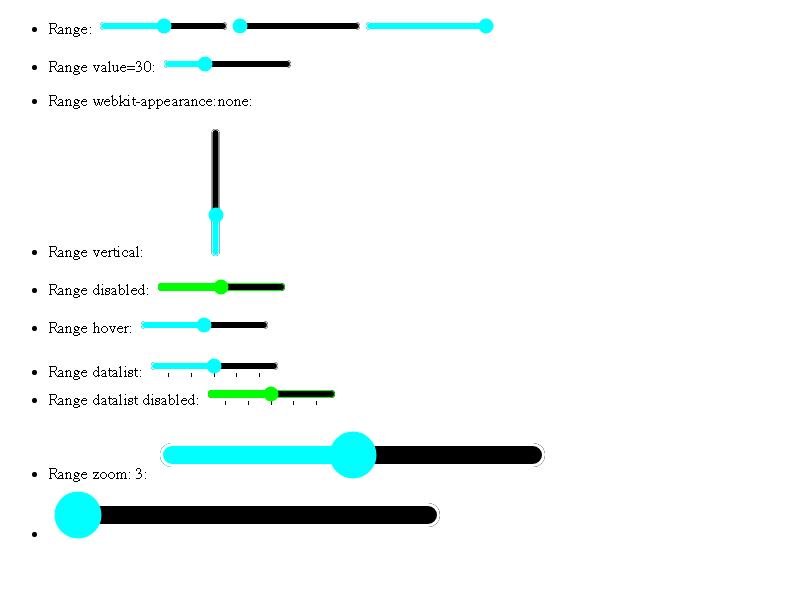 Range:
Range value=30:
Range webkit-appearance:none:
Range vertical:
Range disabled:
Range hover:
Range datalist:
Range datalist disabled:
Range zoom: 3: